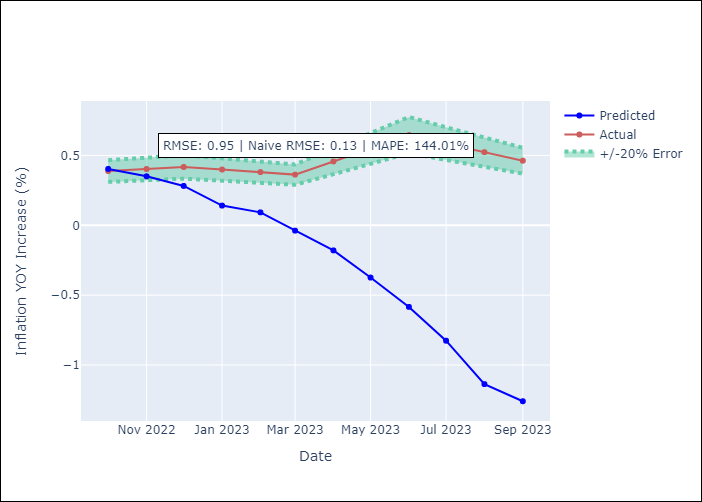 Predicted
Actual
+/-20% Error
RMSE: 0.95 | Naive RMSE: 0.13 | MAPE: 144.01%
Inflation YOY Increase (%)
0.5
0
−0.5
−1
Nov 2022 Jan 2023 Mar 2023 May 2023 Jul 2023 Sep 2023
Date